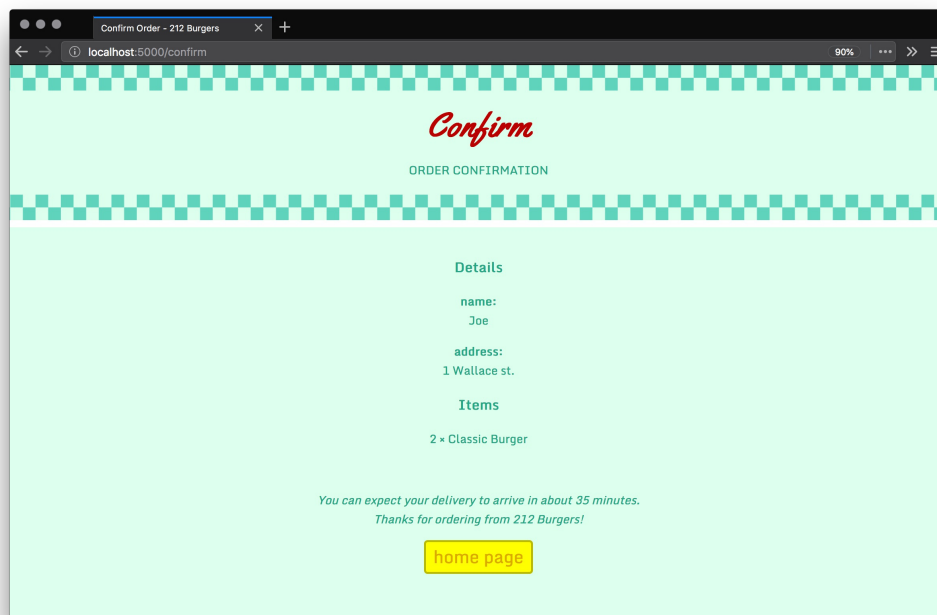 Confirm Order - 212 Burgers
localhost:5000/confirm
90%
Confirm
ORDER CONFIRMATION
Details
name:
Joe
address:
1 Wallace st.
Items
2 × Classic Burger
You can expect your delivery to arrive in about 35 minutes.
Thanks for ordering from 212 Burgers!
home page